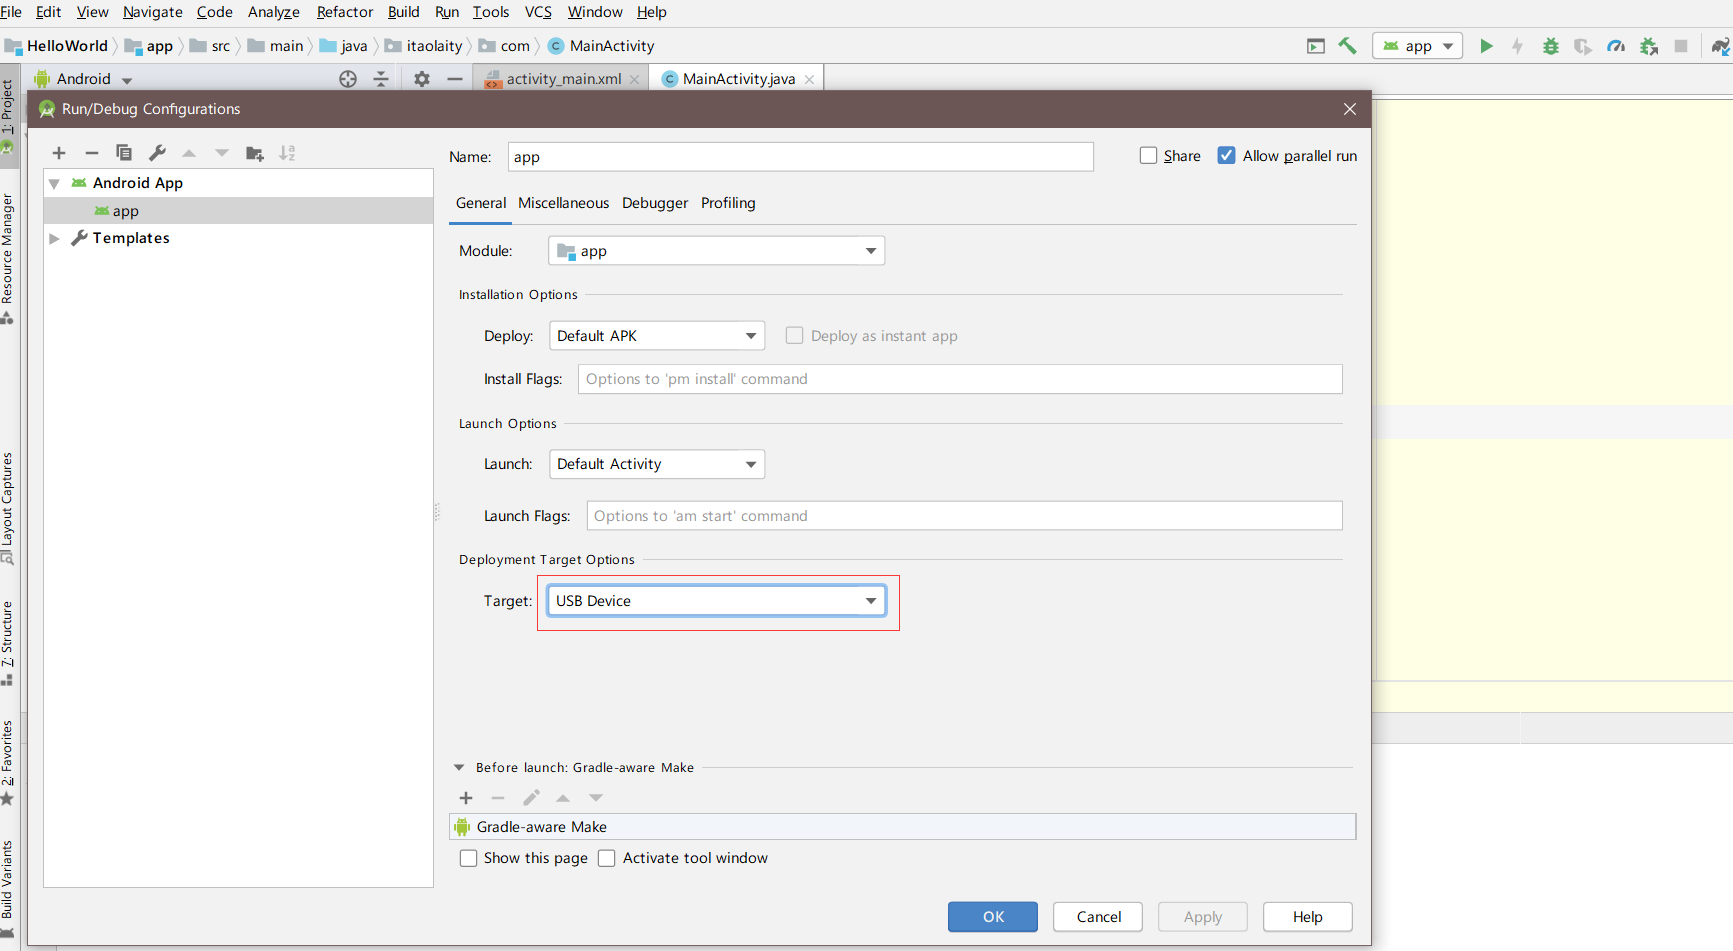 File Edit View Navigate Code Analyze Refactor Build Run Tools VCS Window Help
HelloWorld app src main java itaolaity com MainActivity app
Android activity_main.xml MainActivity.java
Run/Debug Configurations
1: Project
Resource Manager
Layout Captures
7: Structure
2: Favorites
Build Variants
Android App
app
Templates
Name: app Share Allow parallel run
General Miscellaneous Debugger Profiling
Module: app
Installation Options
Deploy: Default APK Deploy as instant app
Install Flags: Options to 'pm install' command
Launch Options
Launch: Default Activity
Launch Flags: Options to 'am start' command
Deployment Target Options
Target: USB Device
Before launch: Gradle-aware Make
Gradle-aware Make
Show this page Activate tool window
OK Cancel Apply Help